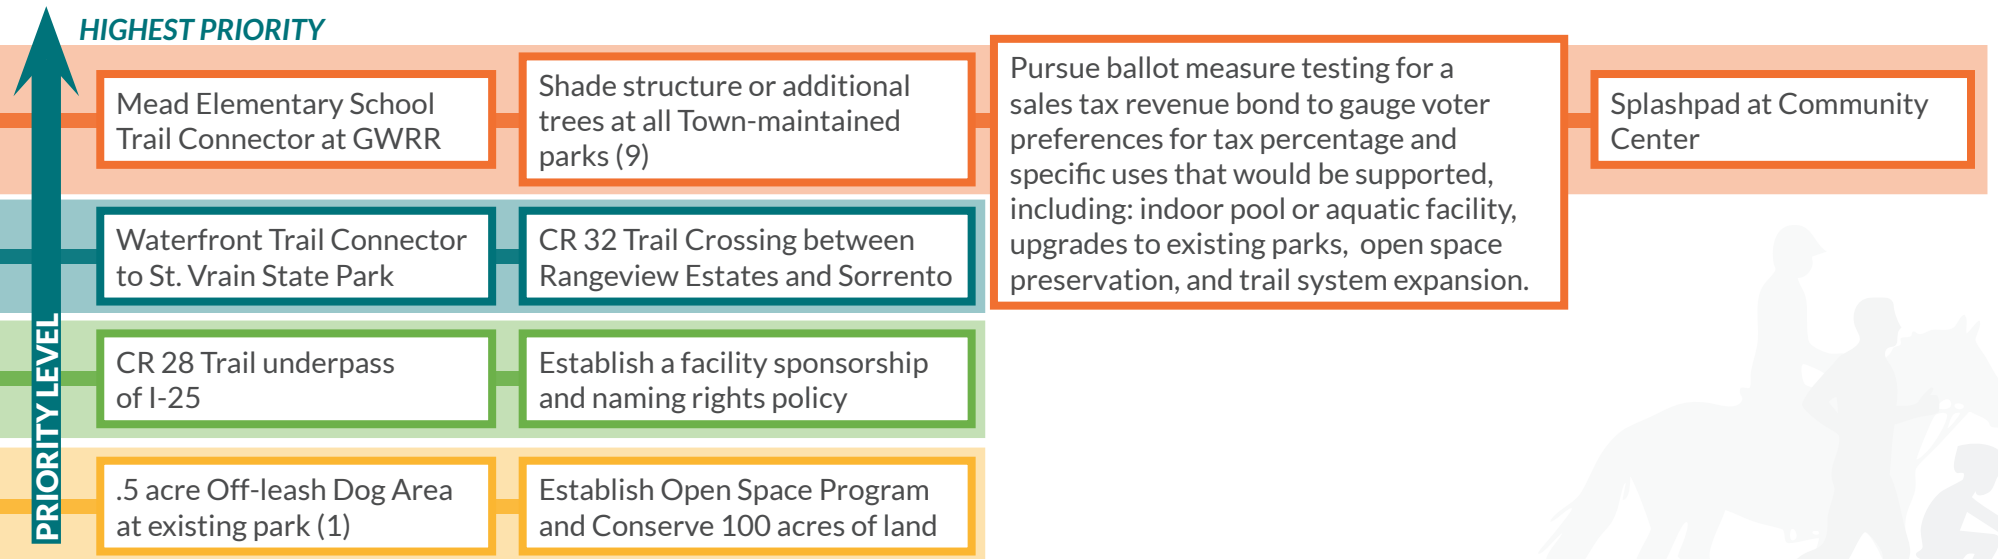 HIGHEST PRIORITY
Mead Elementary School
Trail Connector at GWRR
Shade structure or additional
trees at all Town-maintained
parks (9)
Pursue ballot measure testing for a
sales tax revenue bond to gauge voter
preferences for tax percentage and
specific uses that would be supported,
including: indoor pool or aquatic facility,
upgrades to existing parks, open space
preservation, and trail system expansion.
Splashpad at Community
Center
Waterfront Trail Connector
to St. Vrain State Park
CR 32 Trail Crossing between
Rangeview Estates and Sorrento
CR 28 Trail underpass
of I-25
Establish a facility sponsorship
and naming rights policy
.5 acre Off-leash Dog Area
at existing park (1)
Establish Open Space Program
and Conserve 100 acres of land
PRIORITY LEVEL